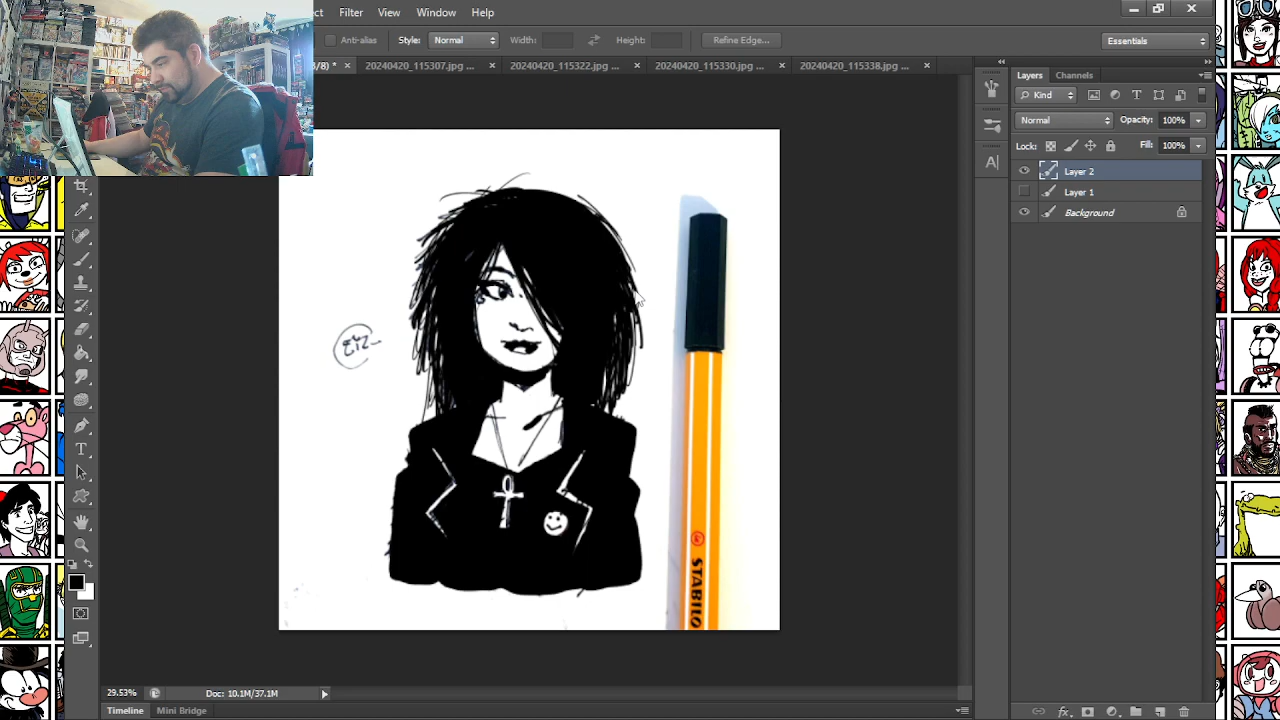 Filter View Window Help
Anti-alias Style: Normal Width: Height: Refine Edge... Essentials
/8) * × 20240420_115307.jpg ... × 20240420_115322.jpg ... × 20240420_115330.jpg ... × 20240420_115338.jpg ... ×
Layers Channels
Kind
Normal Opacity: 100%
Lock: Fill: 100%
Layer 2
Layer 1
Background
STABILO
29.53% Doc: 10.1M/37.1M
Timeline Mini Bridge